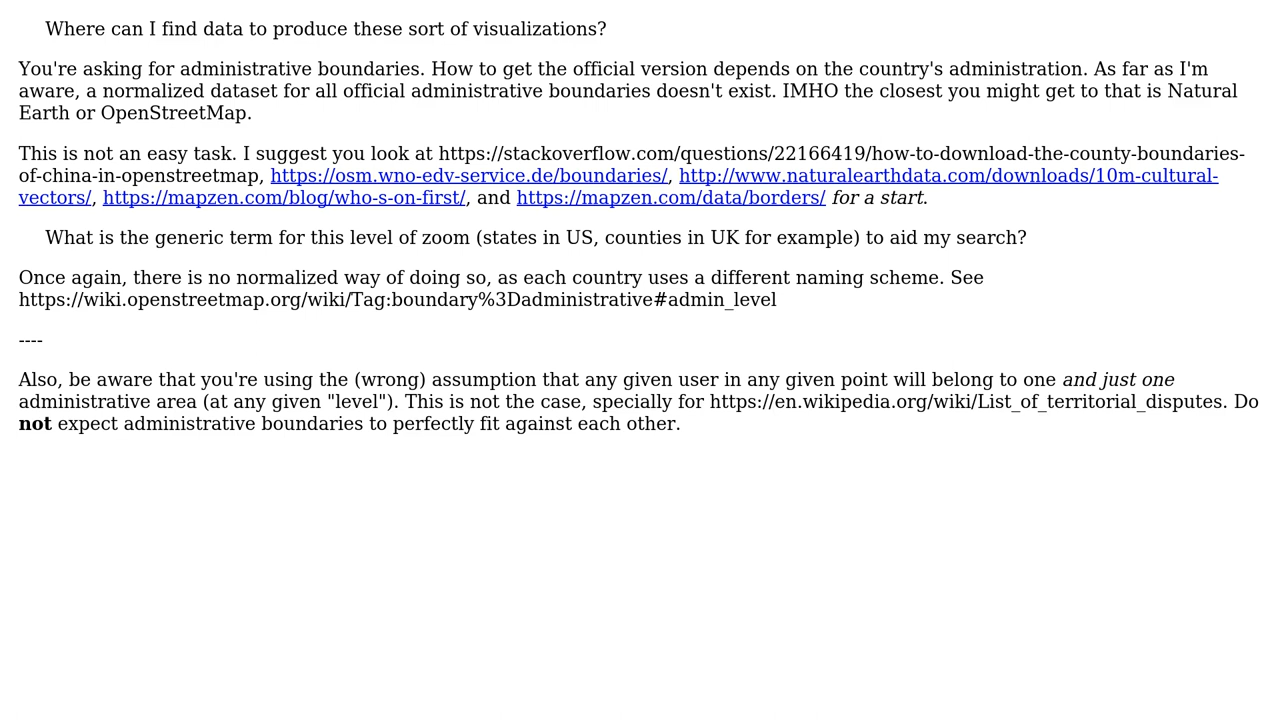 Where can I find data to produce these sort of visualizations?
You're asking for administrative boundaries. How to get the official version depends on the country's administration. As far as I'm
aware, a normalized dataset for all official administrative boundaries doesn't exist. IMHO the closest you might get to that is Natural
Earth or OpenStreetMap.
This is not an easy task. I suggest you look at https://stackoverflow.com/questions/22166419/how-to-download-the-county-boundaries-
of-china-in-openstreetmap, https://osm.wno-edv-service.de/boundaries/, http://www.naturalearthdata.com/downloads/10m-cultural-
vectors/, https://mapzen.com/blog/who-s-on-first/, and https://mapzen.com/data/borders/ for a start.
What is the generic term for this level of zoom (states in US, counties in UK for example) to aid my search?
Once again, there is no normalized way of doing so, as each country uses a different naming scheme. See
https://wiki.openstreetmap.org/wiki/Tag:boundary%3Dadministrative#admin_level
----
Also, be aware that you're using the (wrong) assumption that any given user in any given point will belong to one and just one
administrative area (at any given "level"). This is not the case, specially for https://en.wikipedia.org/wiki/List_of_territorial_disputes. Do
not expect administrative boundaries to perfectly fit against each other.